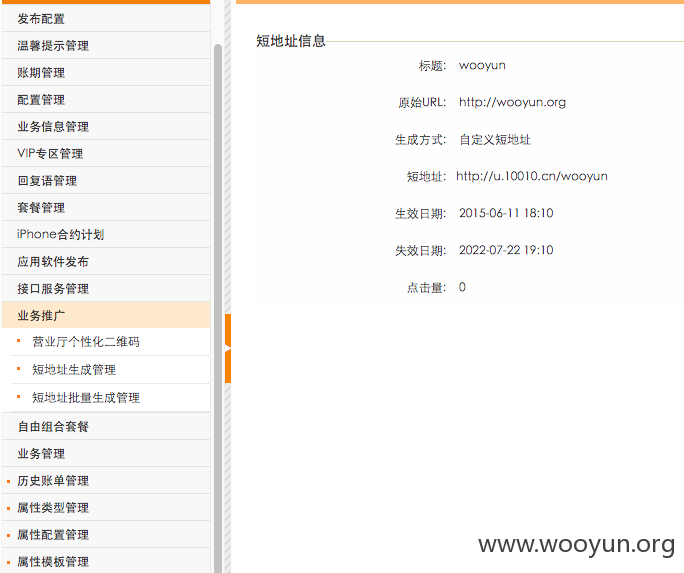 发布配置
温馨提示管理
账期管理
配置管理
业务信息管理
VIP专区管理
回复语管理
套餐管理
iPhone合约计划
应用软件发布
接口服务管理
业务推广
营业厅个性化二维码
短地址生成管理
短地址批量生成管理
自由组合套餐
业务管理
历史账单管理
属性类型管理
属性配置管理
属性模板管理
短地址信息
标题: wooyun
原始URL: http://wooyun.org
生成方式: 自定义短地址
短地址: http://u.10010.cn/wooyun
生效日期: 2015-06-11 18:10
失效日期: 2022-07-22 19:10
点击量: 0
www.wooyun.org